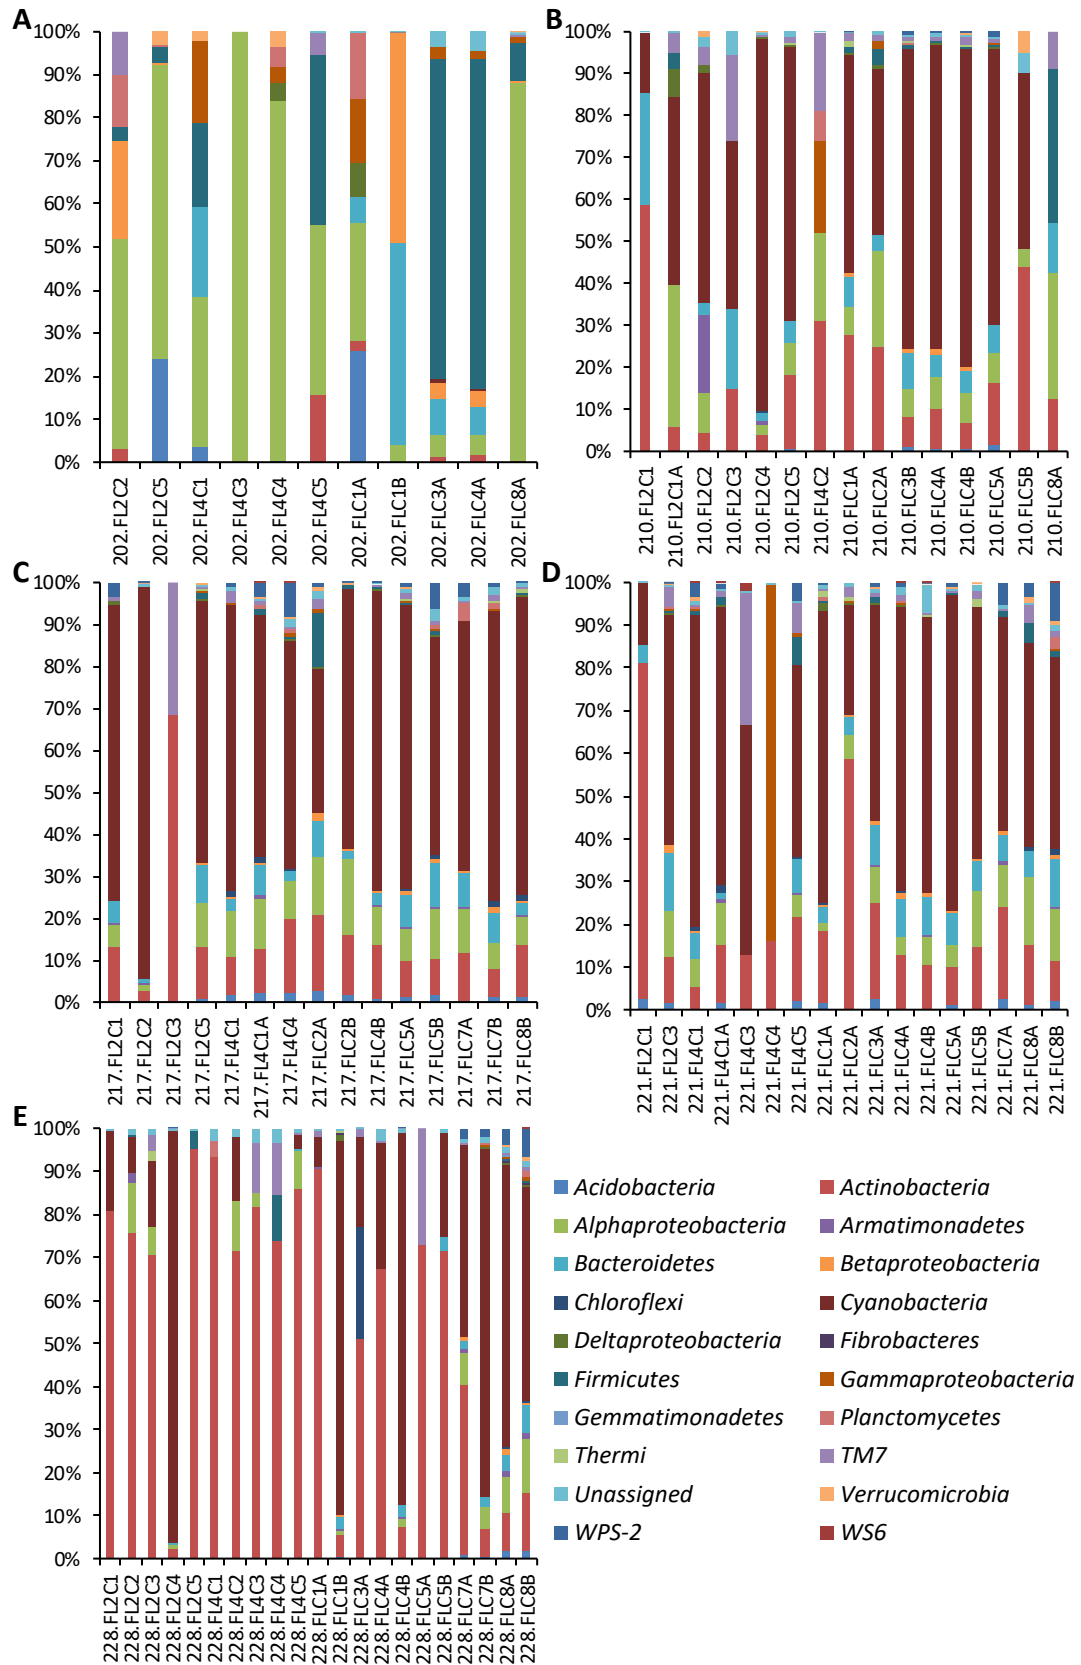 A
100%
90%
80%
70%
60%
50%
40%
30%
20%
10%
0%
202.FL2C2
202.FL2C5
202.FL4C1
202.FL4C3
202.FL4C4
202.FL4C5
202.FLC1A
202.FLC1B
202.FLC3A
202.FLC4A
202.FLC8A
B
100%
90%
80%
70%
60%
50%
40%
30%
20%
10%
0%
210.FL2C1
210.FL2C1A
210.FL2C2
210.FL2C3
210.FL2C4
210.FL2C5
210.FL4C2
210.FLC1A
210.FLC2A
210.FLC3B
210.FLC4A
210.FLC4B
210.FLC5A
210.FLC5B
210.FLC8A
C
100%
90%
80%
70%
60%
50%
40%
30%
20%
10%
0%
217.FL2C1
217.FL2C2
217.FL2C3
217.FL2C5
217.FL4C1
217.FL4C1A
217.FL4C4
217.FLC2A
217.FLC2B
217.FLC4B
217.FLC5A
217.FLC5B
217.FLC7A
217.FLC7B
217.FLC8B
D
100%
90%
80%
70%
60%
50%
40%
30%
20%
10%
0%
221.FL2C1
221.FL2C3
221.FL4C1
221.FL4C1A
221.FL4C3
221.FL4C4
221.FL4C5
221.FLC1A
221.FLC2A
221.FLC3A
221.FLC4A
221.FLC4B
221.FLC5A
221.FLC5B
221.FLC7A
221.FLC8A
221.FLC8B
E
100%
90%
80%
70%
60%
50%
40%
30%
20%
10%
0%
228.FL2C1
228.FL2C2
228.FL2C3
228.FL2C4
228.FL2C5
228.FL4C1
228.FL4C2
228.FL4C3
228.FL4C4
228.FL4C5
228.FLC1A
228.FLC1B
228.FLC3A
228.FLC4A
228.FLC4B
228.FLC5A
228.FLC5B
228.FLC7A
228.FLC7B
228.FLC8A
228.FLC8B
Acidobacteria
Actinobacteria
Alphaproteobacteria
Armatimonadetes
Bacteroidetes
Betaproteobacteria
Chloroflexi
Cyanobacteria
Deltaproteobacteria
Fibrobacteres
Firmicutes
Gammaproteobacteria
Gemmatimonadetes
Planctomycetes
Thermi
TM7
Unassigned
Verrucomicrobia
WPS-2
WS6